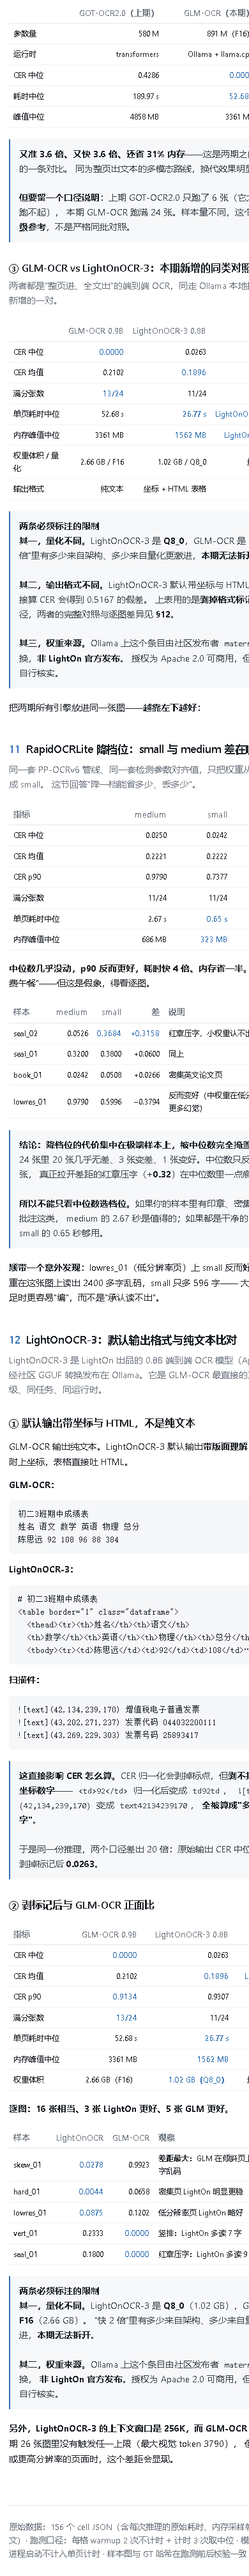 GOT-OCR2.0（上期） GLM-OCR（本期
参数量 580 M 891 M（F16）
运行时 transformers Ollama + llama.cp
CER 中位 0.4286 0.000
耗时中位 189.97 s 52.68
峰值中位 4858 MB 3361 M
又准 3.6 倍、又快 3.6 倍、还省 31% 内存——这是两期之
的一条对比。同为整页出文本的多模态路线，换代效果明显
但要留一个口径说明：上期 GOT-OCR2.0 只跑了 6 张（它
跑不起），本期 GLM-OCR 跑满 24 张。样本量不同，这个
级参考，不是严格同批对照。
③ GLM-OCR vs LightOnOCR-3：本期新增的同类对照
两者都是"整页进、全文出"的端到端 OCR，同走 Ollama 本地
新增的一对。
GLM-OCR 0.9B LightOnOCR-3 0.8B
CER 中位 0.0000 0.0263
CER 均值 0.2102 0.1896
满分张数 13/24 11/24
单页耗时中位 52.68 s 26.77 s LightOnO
内存峰值中位 3361 MB 1562 MB LightO
权重体积 / 量
化 2.66 GB / F16 1.02 GB / Q8_0
输出格式 纯文本 坐标 + HTML 表格
两条必须标注的限制
其一，量化不同。LightOnOCR-3 是 Q8_0，GLM-OCR 是
倍"里有多少来自架构、多少来自量化更激进，本期无法拆开
其二，输出格式不同。LightOnOCR-3 默认带坐标与 HTML
接算 CER 会得到 0.5167 的假差。上表用的是剥掉格式标记
径，两者的完整对照与逐图差异见 §12。
其三，权重来源。Ollama 上这个条目由社区发布者 matern
换，非 LightOn 官方发布。授权为 Apache 2.0 可商用，但
自行核实。
把两期所有引擎放进同一张图——越靠左下越好：
11 RapidOCRLite 降档位：small 与 medium 差在
同一套 PP-OCRv6 管线、同一套检测参数对齐值，只把权重从
成 small。这节回答"降一档能省多少、丢多少"。
指标 medium small
CER 中位 0.0250 0.0242
CER 均值 0.2221 0.2222
CER p90 0.9790 0.7377
满分张数 11/24 11/24
单页耗时中位 2.67 s 0.65 s
内存峰值中位 686 MB 323 MB
中位数几乎没动，p90 反而更好，耗时快 4 倍、内存省一半。
费午餐"——但这是假象，得看逐图。
样本 medium small 差 说明
seal_02 0.0526 0.3684 +0.3158 红章压字，小权重认不出
seal_01 0.3200 0.3800 +0.0600 同上
book_01 0.0242 0.0508 +0.0266 密集英文论文页
lowres_01 0.9790 0.5996 −0.3794 反而变好（中权重在低分
更多幻觉）
结论：降档位的代价集中在极端样本上，被中位数完全掩盖
24 张里 20 张几乎无差、3 张变差、1 张变好。中位数只反
张，真正拉开差距的红章压字（+0.32）在中位数里一点痕
所以不能只看中位数选档位。如果你的样本里有印章、密集
批注这类，medium 的 2.67 秒是值得的；如果都是干净的
small 的 0.65 秒够用。
顺带一个意外发现：lowres_01（低分辨率页）上 small 反而好
重在这张图上读出 2400 多字乱码，small 只多 596 字——大
足时更容易"编"，而不是"承认读不出"。
12 LightOnOCR-3：默认输出格式与纯文本比对
LightOnOCR-3 是 LightOn 出品的 0.8B 端到端 OCR 模型（Ap
经社区 GGUF 转换发布在 Ollama。它是 GLM-OCR 最直接的
级、同任务、同运行时。
① 默认输出带坐标与 HTML，不是纯文本
GLM-OCR 输出纯文本。LightOnOCR-3 默认输出带版面理解
附上坐标，表格直接吐 HTML。
GLM-OCR：
初二3班期中成绩表
姓名 语文 数学 英语 物理 总分
陈思远 92 108 96 88 384
LightOnOCR-3：
# 初二3班期中成绩表
<table border="1" class="dataframe">
<thead><tr><th>姓名</th><th>语文</th>
<th>数学</th><th>英语</th><th>物理</th><th>总分</th
<tbody><tr><td>陈思远</td><td>92</td><td>108</td>
扫描件：
![text](42,134,239,170) 增值税电子普通发票
![text](43,202,271,237) 发票代码 044032200111
![text](43,269,229,303) 发票号码 25893417
这直接影响 CER 怎么算。CER 归一化会剥掉标点，但剥不掉
坐标数字—— <td>92</td> 归一化后变成 td92td，![t
(42,134,239,170) 变成 text42134239170，全被算成"多
字"。
于是同一份推理，两个口径差出 20 倍：原始输出 CER 中位
剥掉标记后 0.0263。
② 剥标记后与 GLM-OCR 正面比
指标 GLM-OCR 0.9B LightOnOCR-3 0.8B
CER 中位 0.0000 0.0263
CER 均值 0.2102 0.1896 L
CER p90 0.9134 0.9307
满分张数 13/24 11/24
单页耗时中位 52.68 s 26.77 s
内存峰值中位 3361 MB 1562 MB
权重体积 2.66 GB（F16） 1.02 GB（Q8_0）
逐图：16 张相当、3 张 LightOn 更好、5 张 GLM 更好。
样本 LightOnOCR GLM-OCR 观察
skew_01 0.0278 0.9923 差距最大：GLM 在倾斜页上
字乱码
hard_01 0.0044 0.0658 密集页 LightOn 明显更稳
lowres_01 0.0875 0.1202 低分辨率页 LightOn 略好
vert_01 0.2333 0.0000 竖排：LightOn 多读 7 字
seal_01 0.1800 0.0000 红章压字：LightOn 多读 9
两条必须标注的限制
其一，量化不同。LightOnOCR-3 是 Q8_0（1.02 GB），G
F16（2.66 GB）。"快 2 倍"里有多少来自架构、多少来自量
进，本期无法拆开。
其二，权重来源。Ollama 上这个条目由社区发布者 matern
换，非 LightOn 官方发布。授权为 Apache 2.0 可商用，但
自行核实。
另外，LightOnOCR-3 的上下文窗口是 256K，而 GLM-OCR
期 26 张图里没有触任一上限（最大视觉 token 3790），但
或更高分辨率的页面时，这个差距会显现。
原始数据：156 个 cell JSON（含每次推理的原始耗时、内存采
文）· 跑测口径：每格 warmup 2 次不计时 + 计时 3 次取中位 · 模
进程启动不计入单页计时 · 样本图与 GT 哈希在跑测前后校验一致